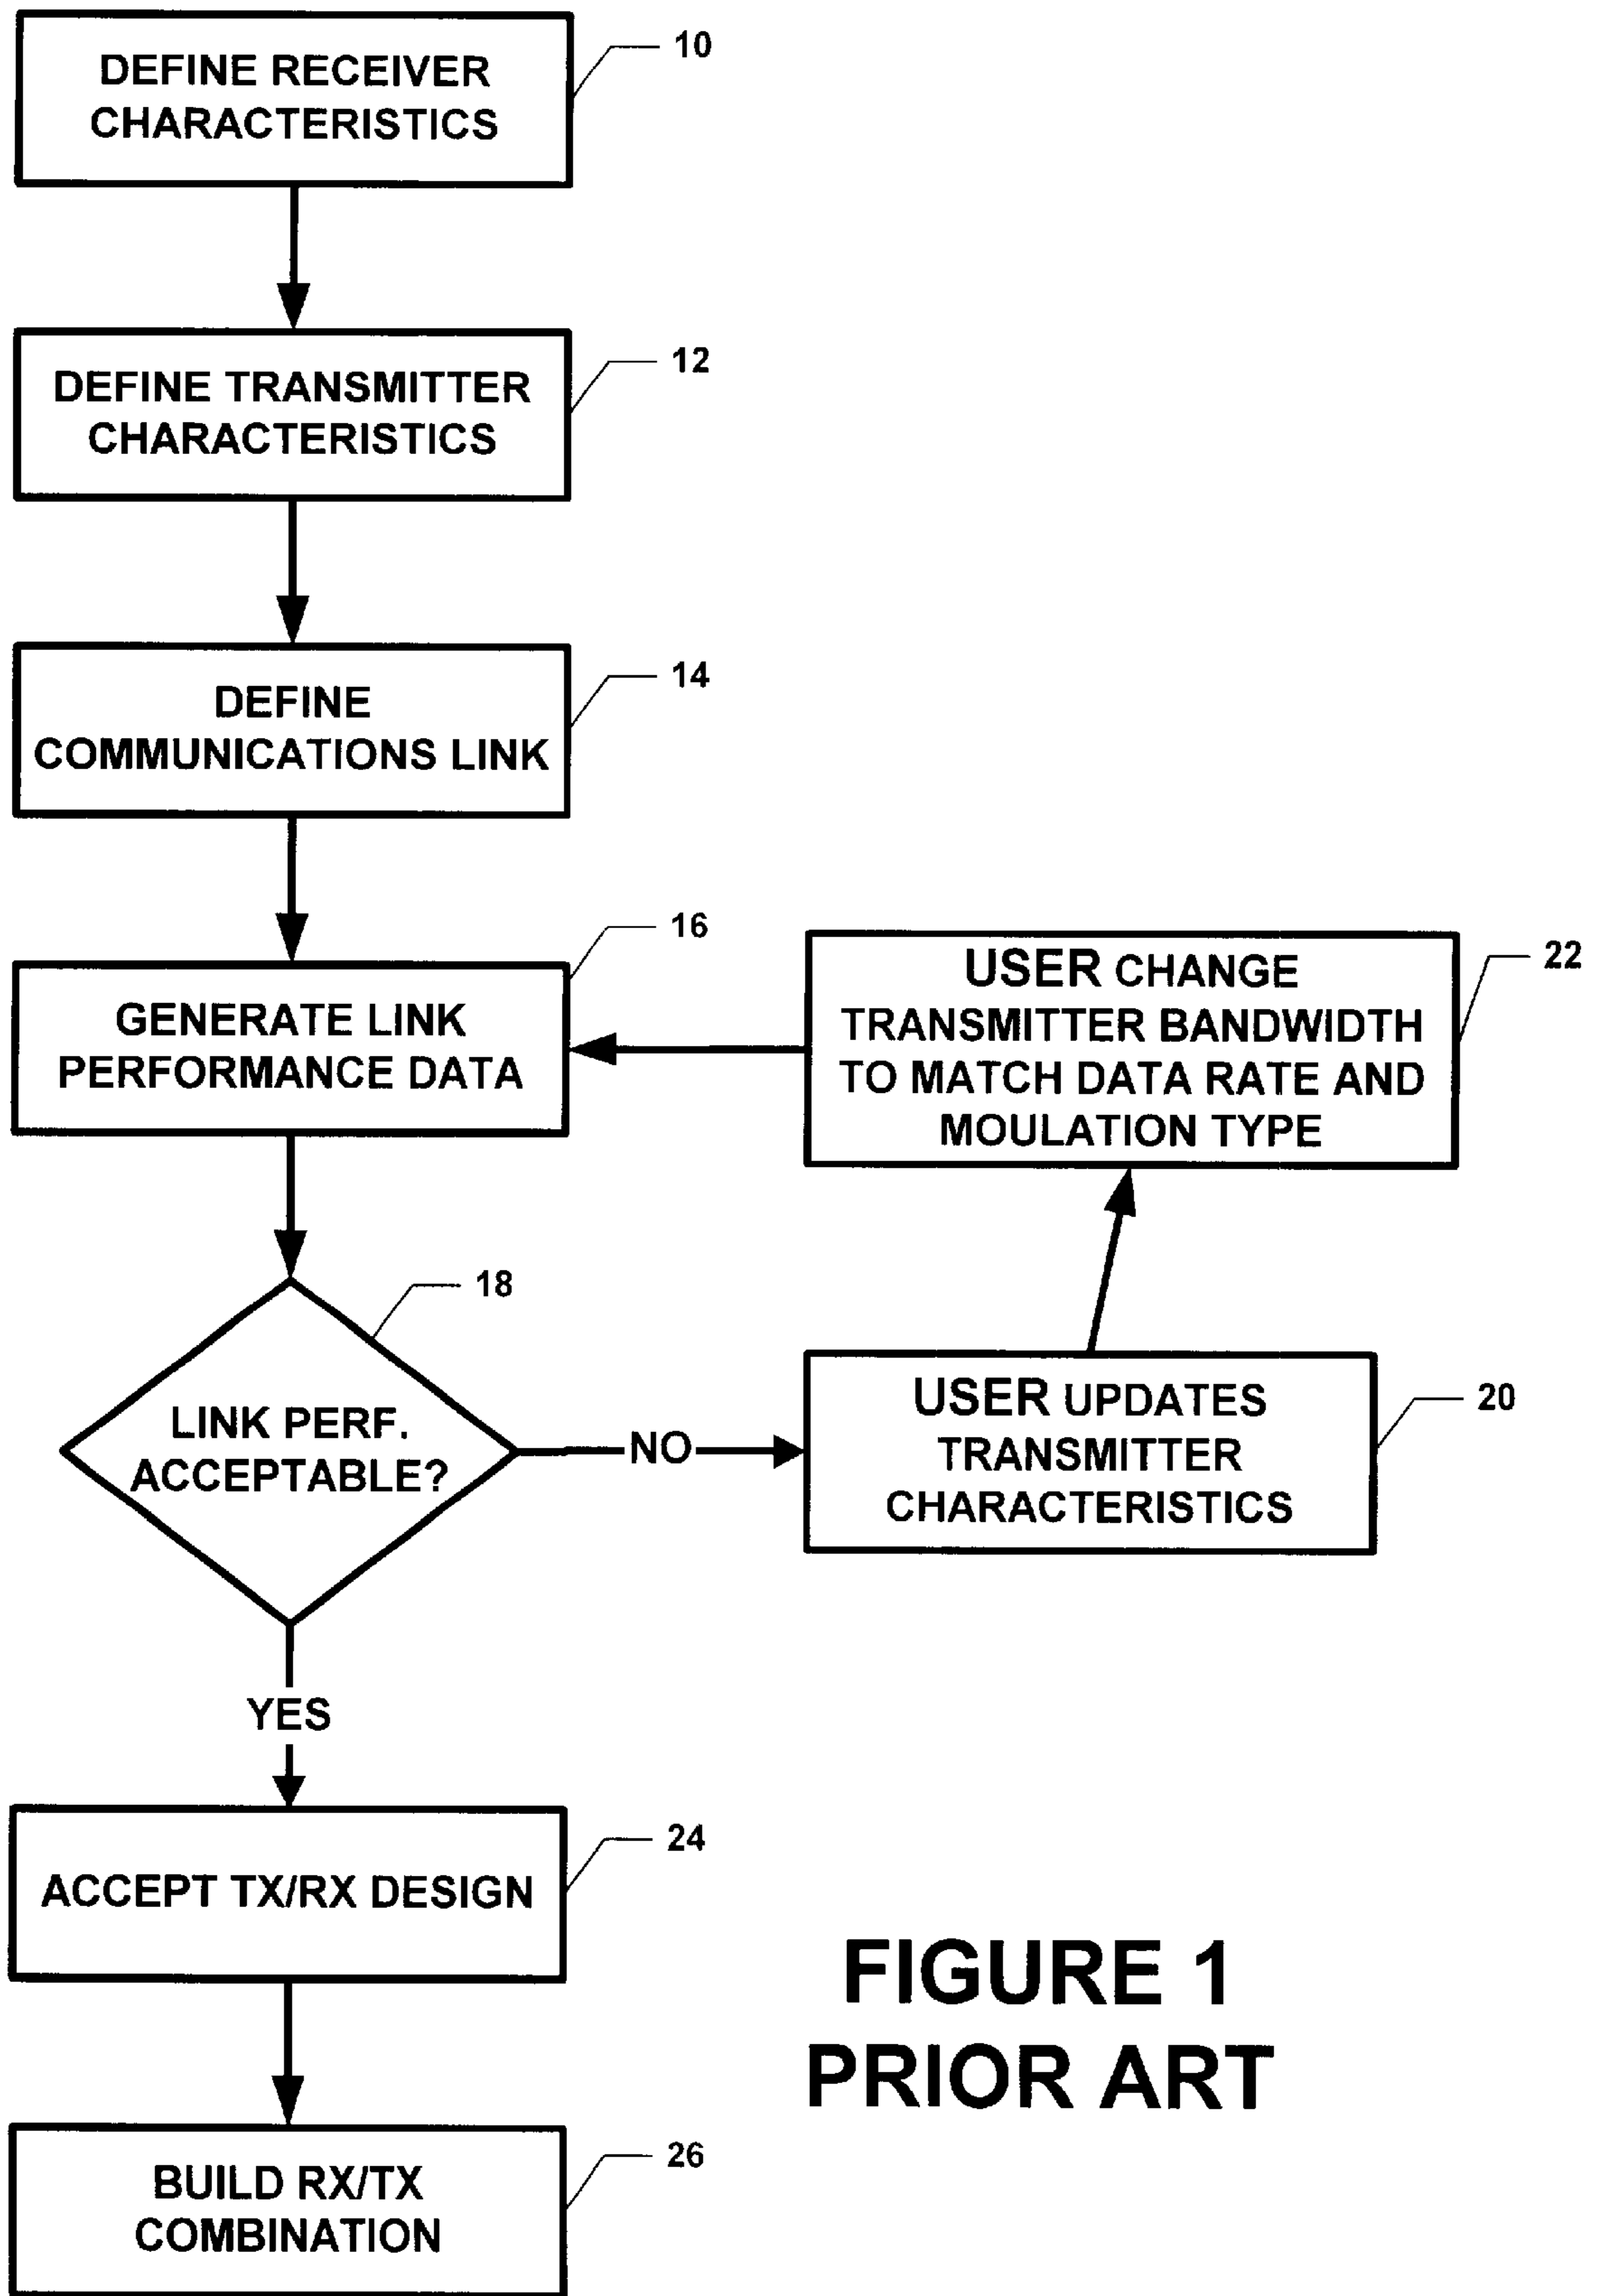 DEFINE RECEIVER
CHARACTERISTICS
10
DEFINE TRANSMITTER
CHARACTERISTICS
12
DEFINE
COMMUNICATIONS LINK
14
GENERATE LINK
PERFORMANCE DATA
16
USER CHANGE
TRANSMITTER BANDWIDTH
TO MATCH DATA RATE AND
MOULATION TYPE
22
LINK PERF.
ACCEPTABLE?
18
NO
USER UPDATES
TRANSMITTER
CHARACTERISTICS
20
YES
ACCEPT TX/RX DESIGN
24
BUILD RX/TX
COMBINATION
26
FIGURE 1
PRIOR ART